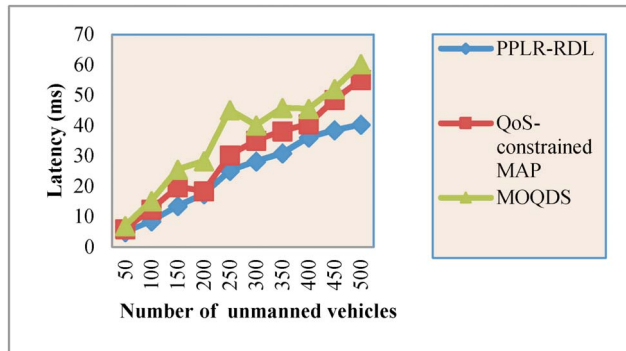 70
60
50
40
30
20
10
0
Latency (ms)
50 100 150 200 250 300 350 400 450 500
Number of unmanned vehicles
PPLR-RDL
QoS-
constrained
MAP
MOQDS